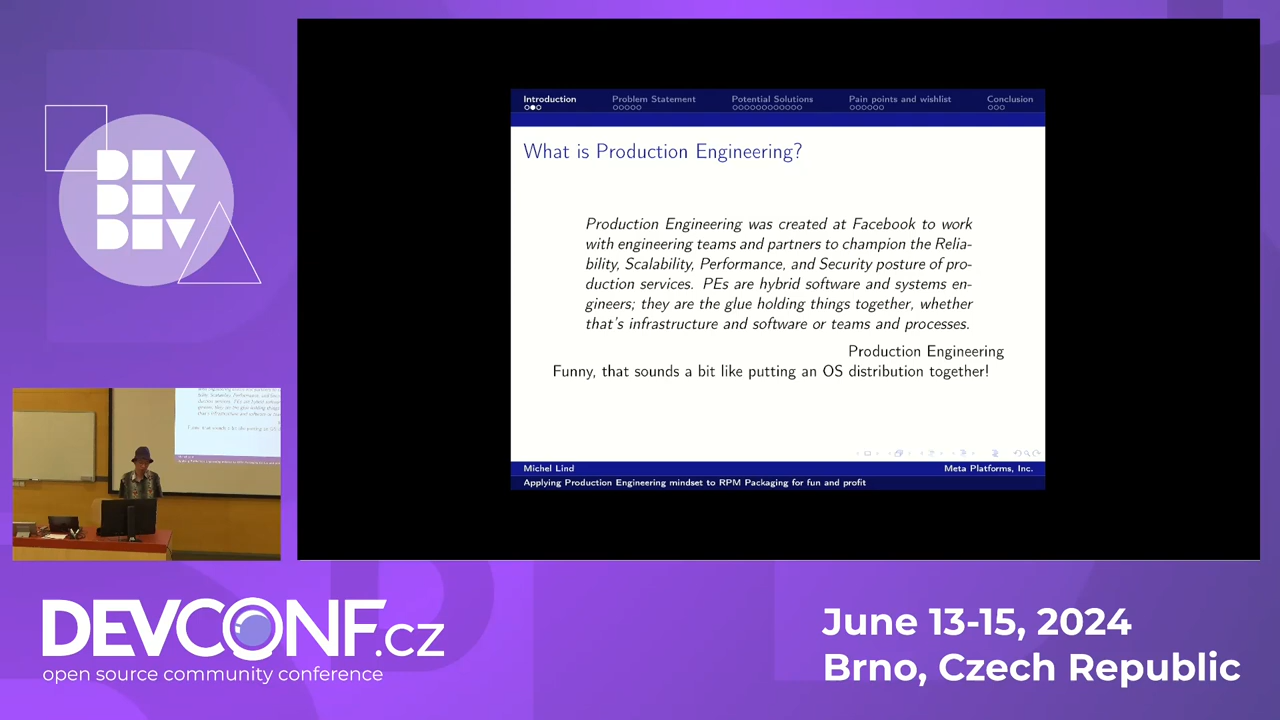 DEV
DEV
DEV
Introduction
Problem Statement
Potential Solutions
Pain points and wishlist
Conclusion
What is Production Engineering?
Production Engineering was created at Facebook to work
with engineering teams and partners to champion the Relia-
bility, Scalability, Performance, and Security posture of pro-
duction services. PEs are hybrid software and systems en-
gineers; they are the glue holding things together, whether
that's infrastructure and software or teams and processes.
Production Engineering
Funny, that sounds a bit like putting an OS distribution together!
Michel Lind
Meta Platforms, Inc.
Applying Production Engineering mindset to RPM Packaging for fun and profit
DEVCONF.cz
open source community conference
June 13-15, 2024
Brno, Czech Republic